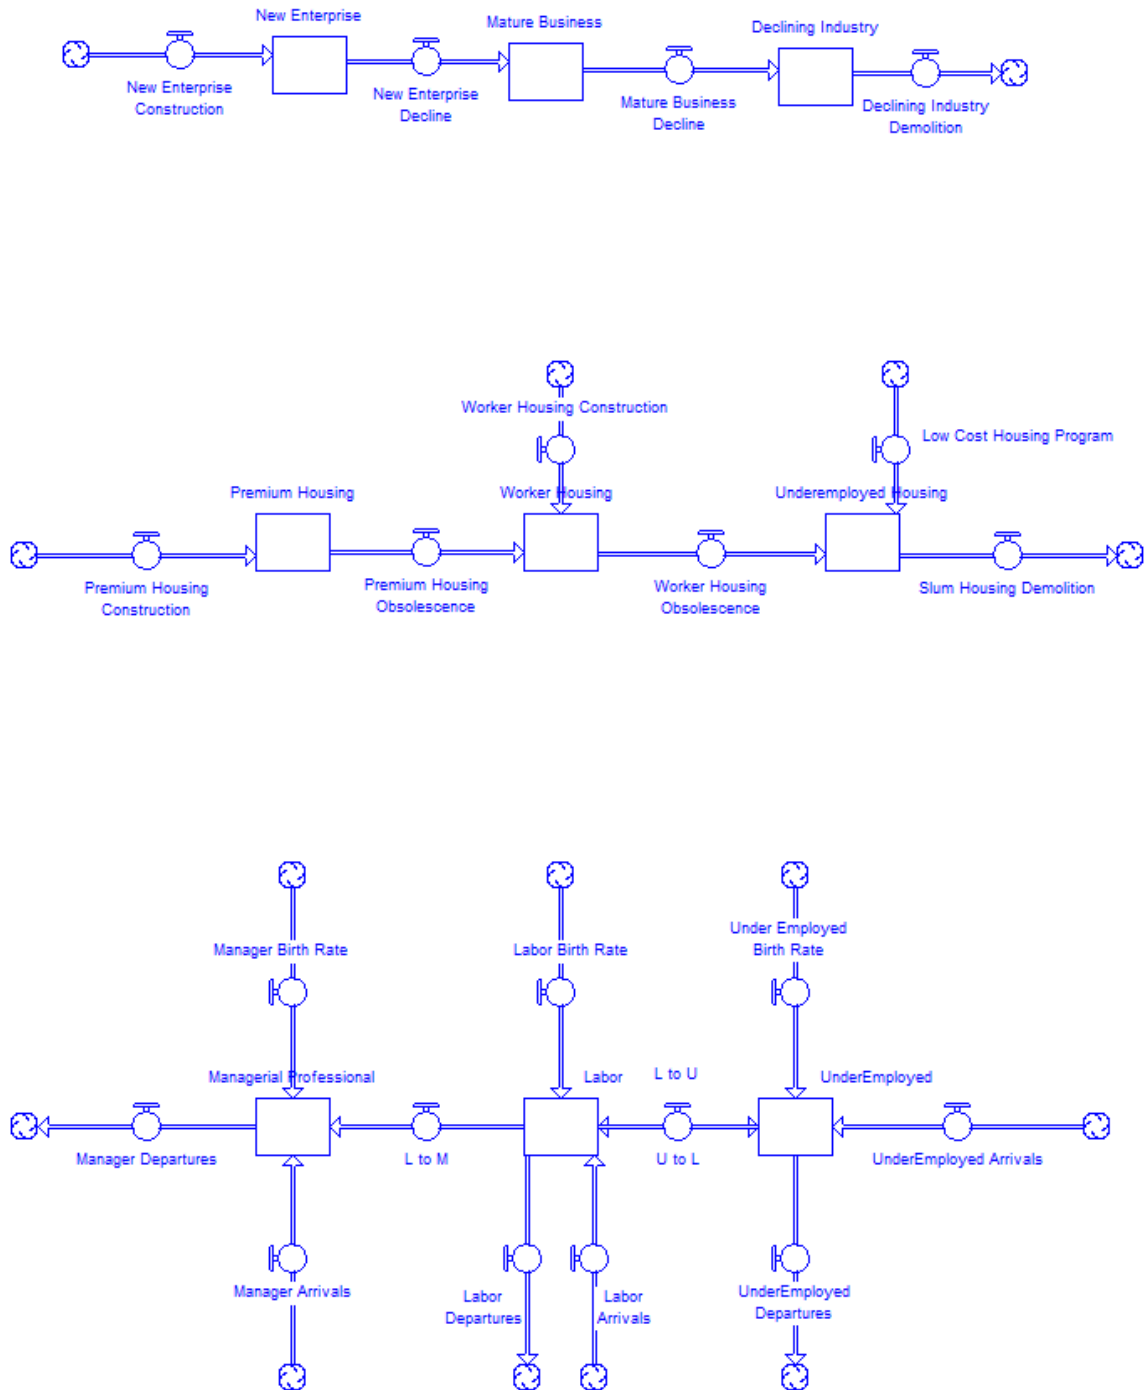 New Enterprise
Mature Business
Declining Industry
New Enterprise
Construction
New Enterprise
Decline
Mature Business
Decline
Declining Industry
Demolition
Worker Housing Construction
Low Cost Housing Program
Premium Housing
Worker Housing
Underemployed Housing
Premium Housing
Construction
Premium Housing
Obsolescence
Worker Housing
Obsolescence
Slum Housing Demolition
Manager Birth Rate
Labor Birth Rate
Under Employed
Birth Rate
Managerial Professional
Labor
L to U
UnderEmployed
Manager Departures
L to M
U to L
UnderEmployed Arrivals
Manager Arrivals
Labor
Departures
Labor
Arrivals
UnderEmployed
Departures